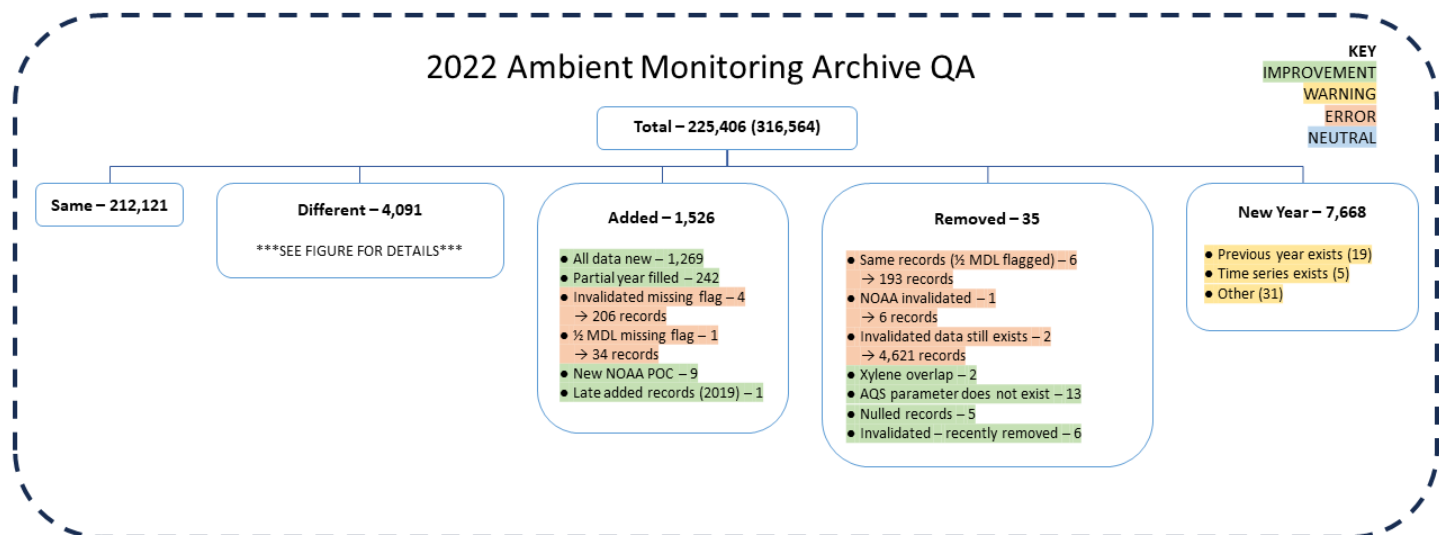 2022 Ambient Monitoring Archive QA
KEY
IMPROVEMENT
WARNING
ERROR
NEUTRAL
Total – 225,406 (316,564)
Same – 212,121
Different – 4,091
***SEE FIGURE FOR DETAILS***
Added – 1,526
● All data new – 1,269
● Partial year filled – 242
● Invalidated missing flag – 4
→ 206 records
● ½ MDL missing flag – 1
→ 34 records
● New NOAA POC – 9
● Late added records (2019) – 1
Removed – 35
● Same records (½ MDL flagged) – 6
→ 193 records
● NOAA invalidated – 1
→ 6 records
● Invalidated data still exists – 2
→ 4,621 records
● Xylene overlap – 2
● AQS parameter does not exist – 13
● Nulled records – 5
● Invalidated – recently removed – 6
New Year – 7,668
● Previous year exists (19)
● Time series exists (5)
● Other (31)